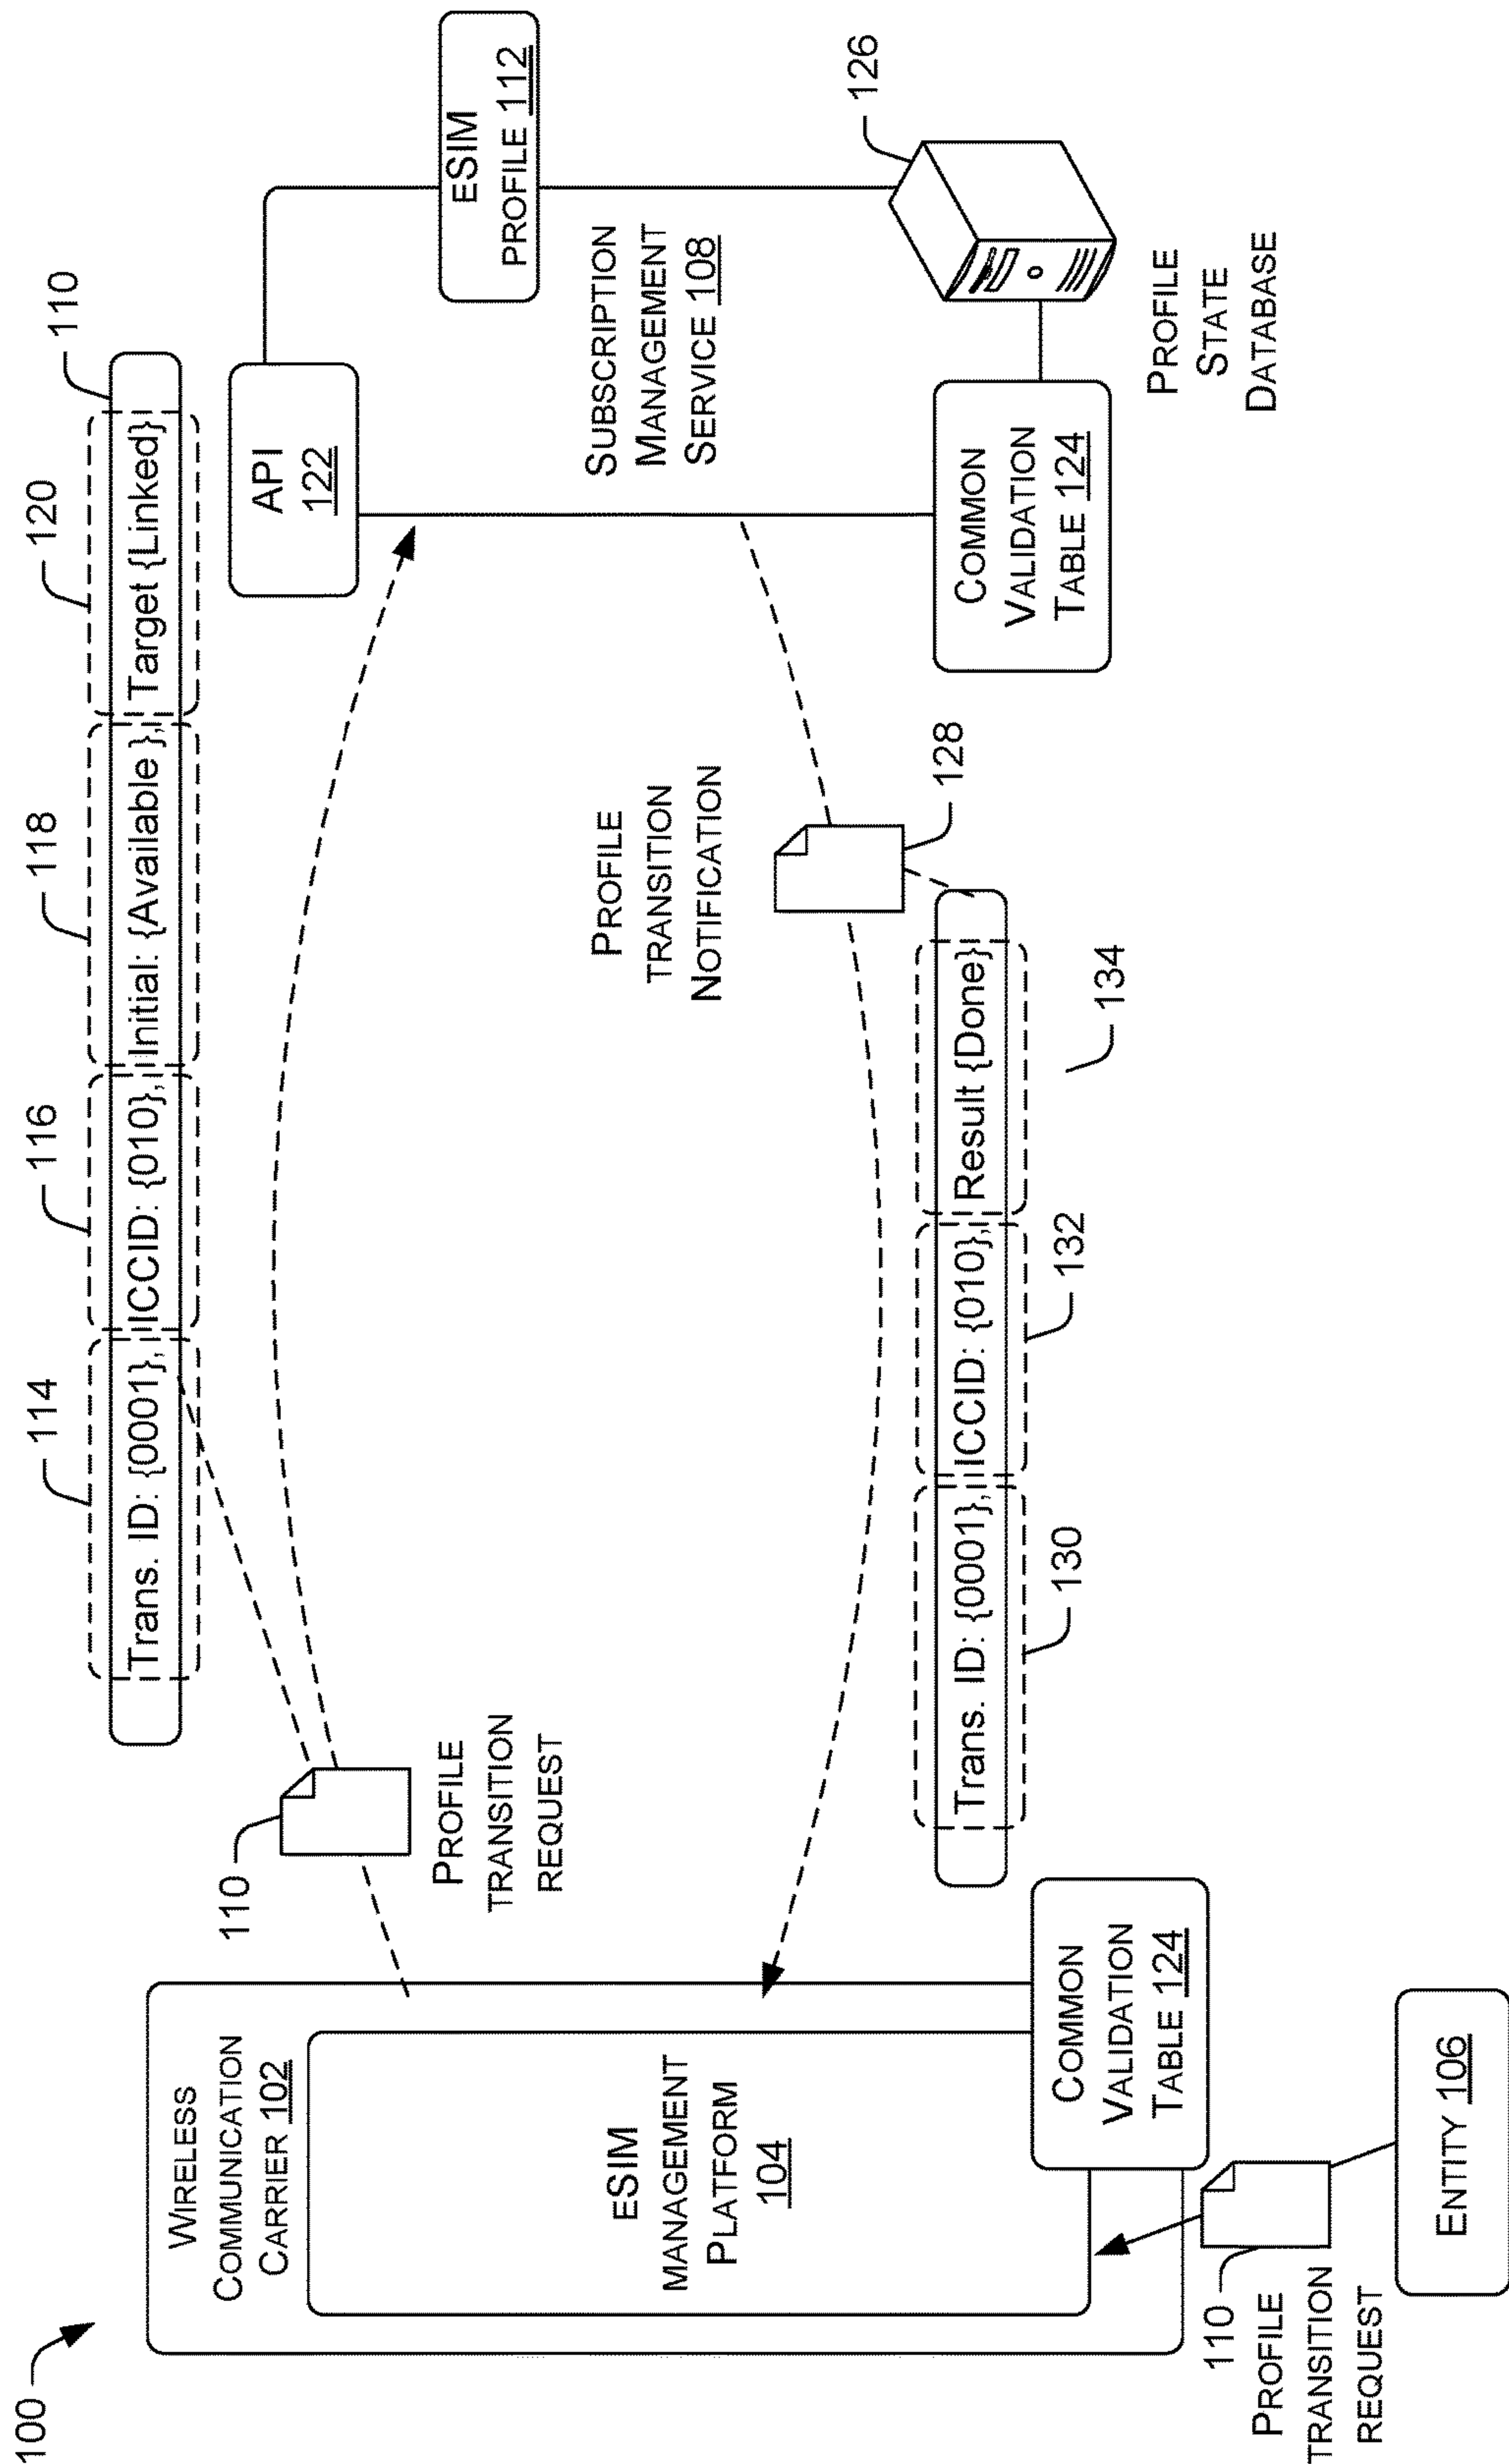 100
WIRELESS
COMMUNICATION
CARRIER 102
ESIM
MANAGEMENT
PLATFORM
104
COMMON
VALIDATION
TABLE 124
110
PROFILE
TRANSITION
REQUEST
ENTITY 106
110
PROFILE
TRANSITION
REQUEST
114
116
118
120
110
Trans. ID: {0001}, ICCID: {010}, Initial: {Available }, Target {Linked}
API
122
ESIM
PROFILE 112
SUBSCRIPTION
MANAGEMENT
SERVICE 108
COMMON
VALIDATION
TABLE 124
126
PROFILE
STATE
DATABASE
PROFILE
TRANSITION
NOTIFICATION
128
Trans. ID: {0001}, ICCID: {010}, Result {Done}
130
132
134